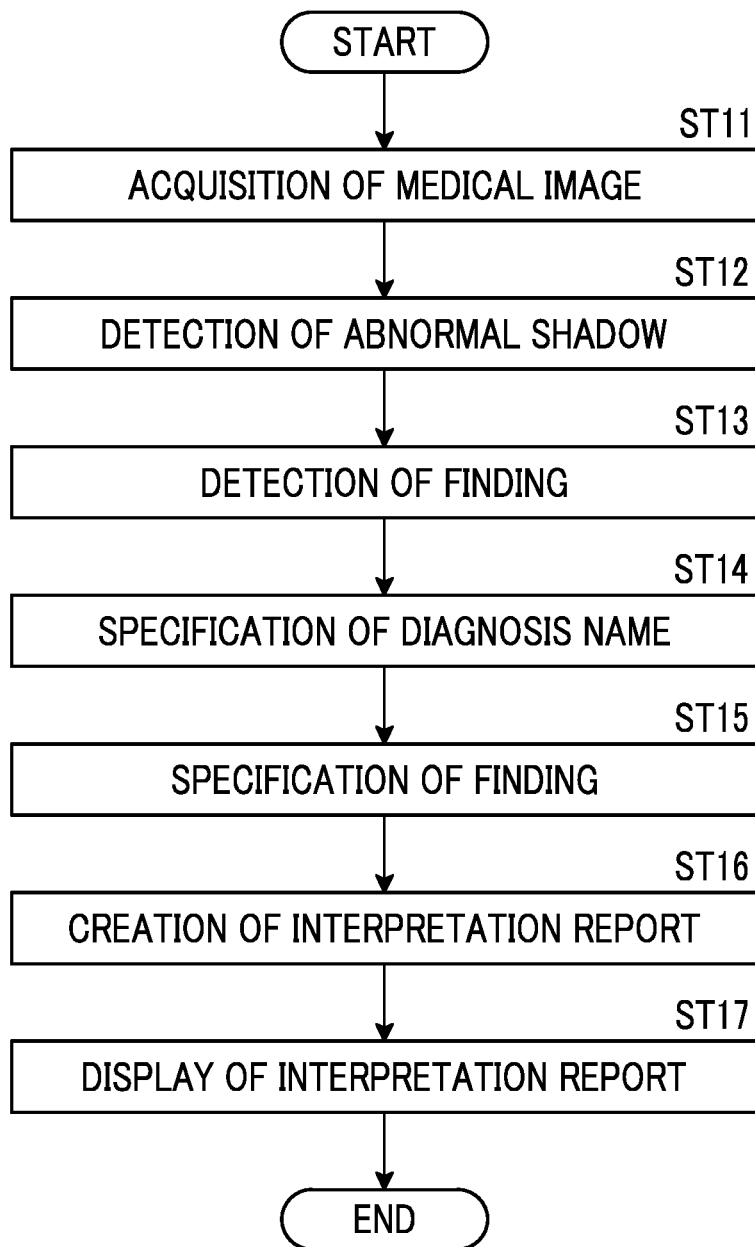 START
ST11
ACQUISITION OF MEDICAL IMAGE
ST12
DETECTION OF ABNORMAL SHADOW
ST13
DETECTION OF FINDING
ST14
SPECIFICATION OF DIAGNOSIS NAME
ST15
SPECIFICATION OF FINDING
ST16
CREATION OF INTERPRETATION REPORT
ST17
DISPLAY OF INTERPRETATION REPORT
END